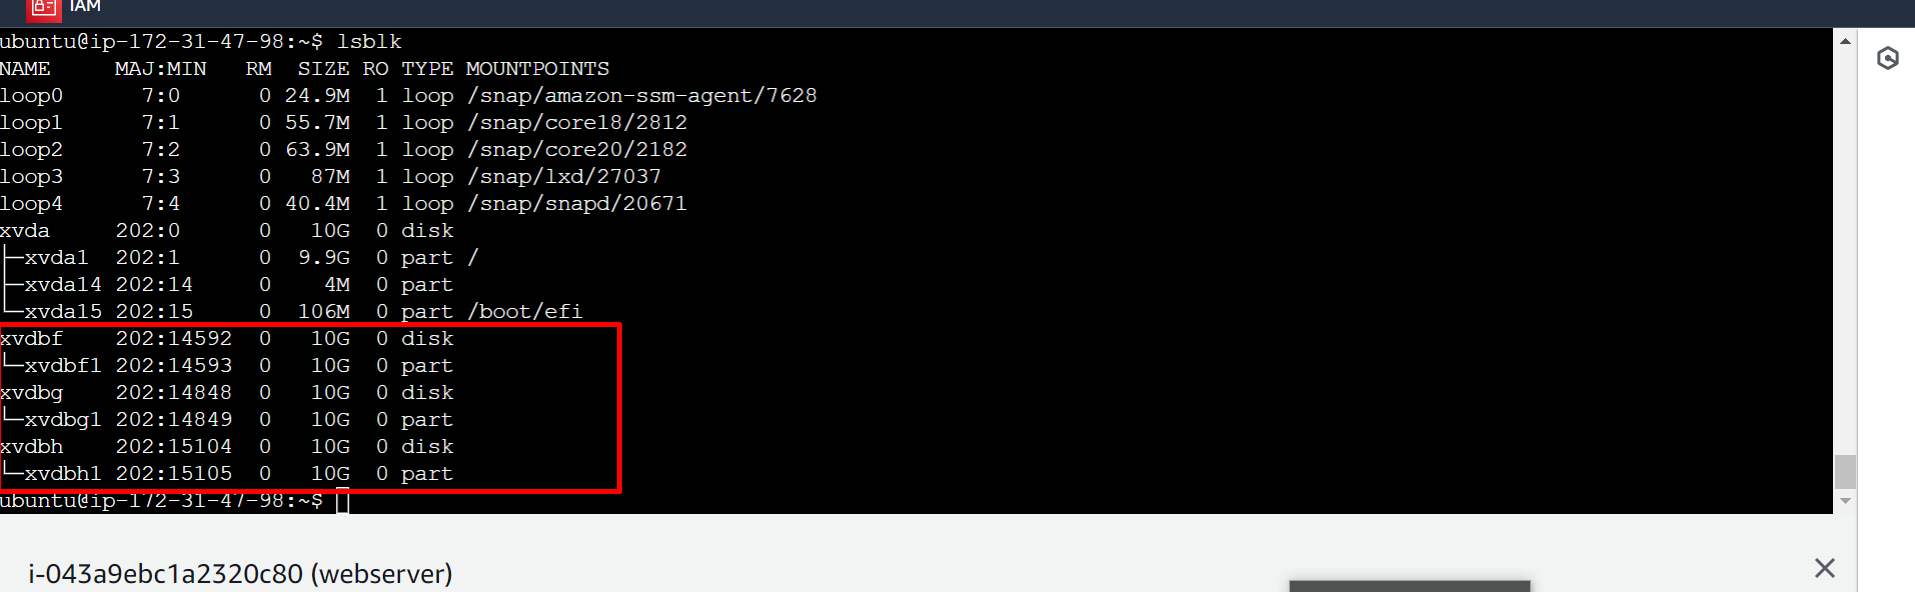 IAM
ubuntu@ip-172-31-47-98:~$ lsblk
NAME     MAJ:MIN   RM  SIZE RO TYPE MOUNTPOINTS
loop0      7:0      0 24.9M  1 loop /snap/amazon-ssm-agent/7628
loop1      7:1      0 55.7M  1 loop /snap/core18/2812
loop2      7:2      0 63.9M  1 loop /snap/core20/2182
loop3      7:3      0   87M  1 loop /snap/lxd/27037
loop4      7:4      0 40.4M  1 loop /snap/snapd/20671
xvda     202:0      0   10G  0 disk
├─xvda1  202:1      0  9.9G  0 part /
├─xvda14 202:14     0    4M  0 part
└─xvda15 202:15     0  106M  0 part /boot/efi
xvdbf    202:14592  0   10G  0 disk
└─xvdbf1 202:14593  0   10G  0 part
xvdbg    202:14848  0   10G  0 disk
└─xvdbg1 202:14849  0   10G  0 part
xvdbh    202:15104  0   10G  0 disk
└─xvdbh1 202:15105  0   10G  0 part
ubuntu@ip-172-31-47-98:~$
i-043a9ebc1a2320c80 (webserver)